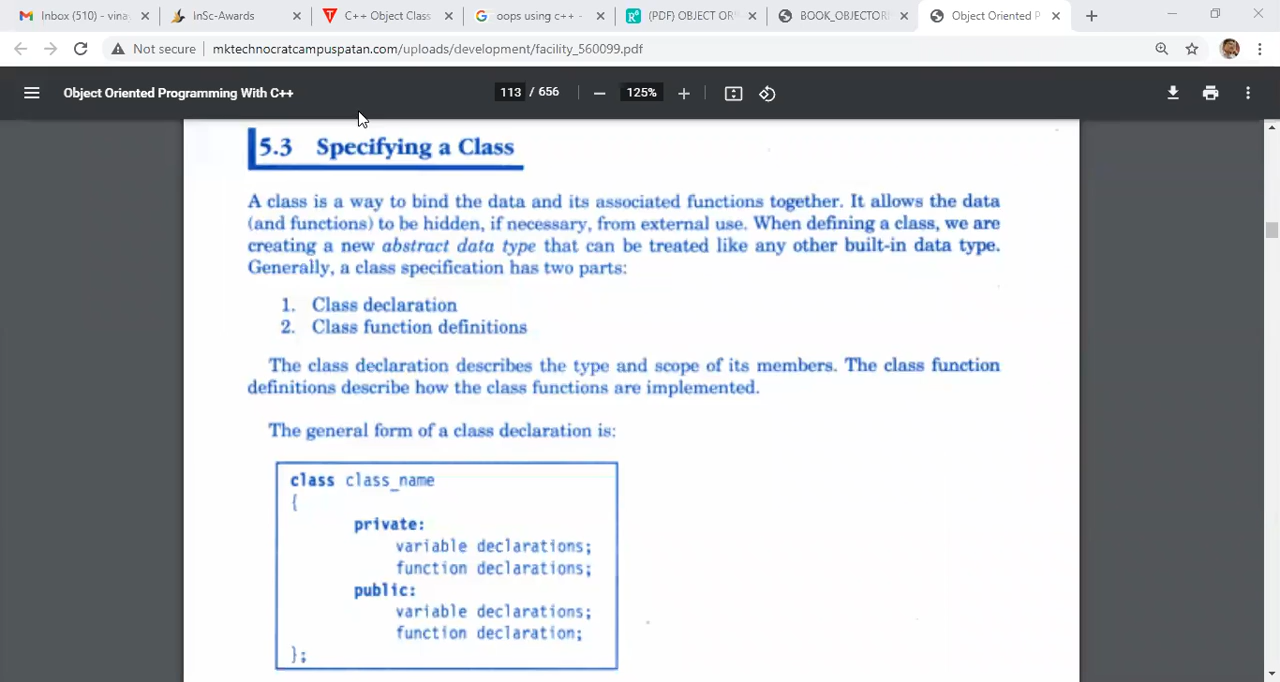 Inbox (510) - vina
InSc-Awards
C++ Object Class
oops using c++ -
(PDF) OBJECT OR
BOOK_OBJECTOR
Object Oriented P
Not secure
mktechnocratcampuspatan.com/uploads/development/facility_560099.pdf
Object Oriented Programming With C++
113 / 656
125%
5.3 Specifying a Class
A class is a way to bind the data and its associated functions together. It allows the data
(and functions) to be hidden, if necessary, from external use. When defining a class, we are
creating a new abstract data type that can be treated like any other built-in data type.
Generally, a class specification has two parts:
1. Class declaration
2. Class function definitions
The class declaration describes the type and scope of its members. The class function
definitions describe how the class functions are implemented.
The general form of a class declaration is:
class class_name
{
private:
variable declarations;
function declarations;
public:
variable declarations;
function declaration;
};